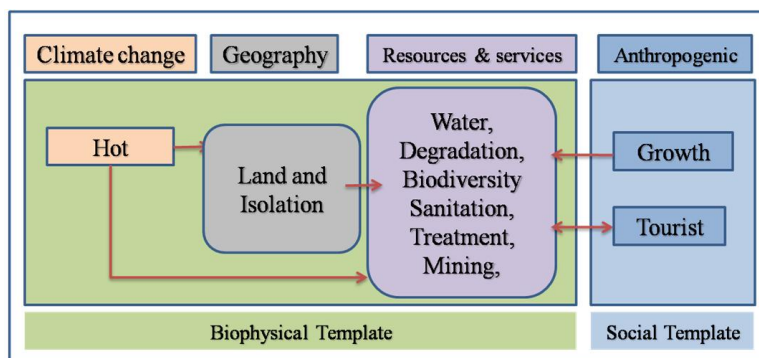 Climate change
Geography
Resources & services
Anthropogenic
Hot
Land and
Isolation
Water,
Degradation,
Biodiversity
Sanitation,
Treatment,
Mining,
Growth
Tourist
Biophysical Template
Social Template